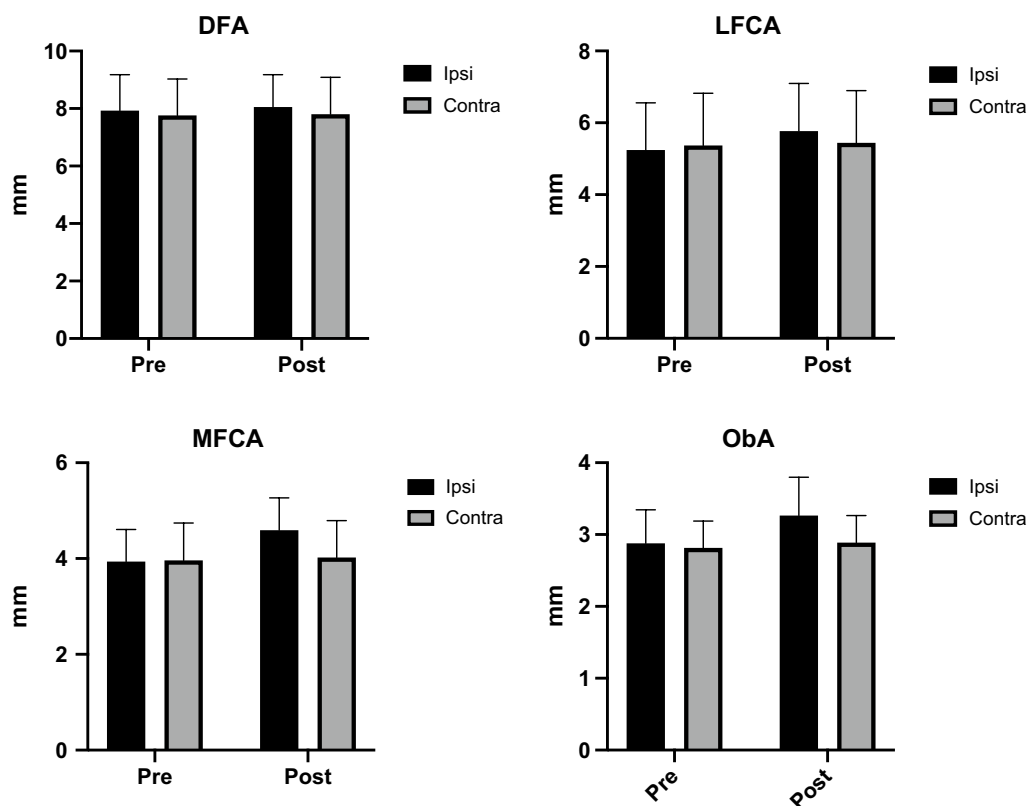 DFA
10
8
6
4
2
0
mm
Pre
Post
Ipsi
Contra
LFCA
8
6
4
2
0
mm
Pre
Post
Ipsi
Contra
MFCA
6
4
2
0
mm
Pre
Post
Ipsi
Contra
ObA
4
3
2
1
0
mm
Pre
Post
Ipsi
Contra